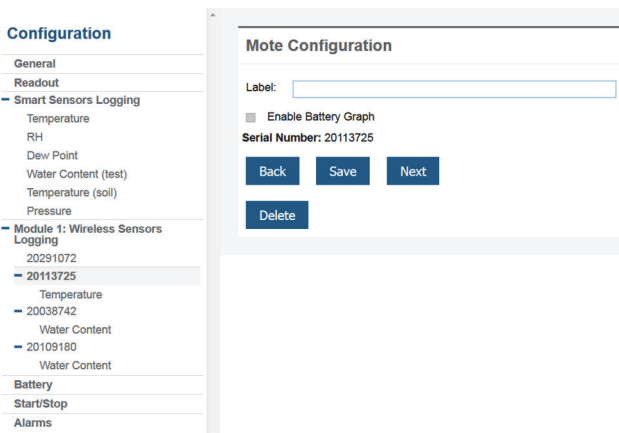 Configuration
General
Readout
Smart Sensors Logging
Temperature
RH
Dew Point
Water Content (test)
Temperature (soil)
Pressure
Module 1: Wireless Sensors
Logging
20291072
20113725
Temperature
20038742
Water Content
20109180
Water Content
Battery
Start/Stop
Alarms
Mote Configuration
Label:
Enable Battery Graph
Serial Number: 20113725
Back Save Next
Delete